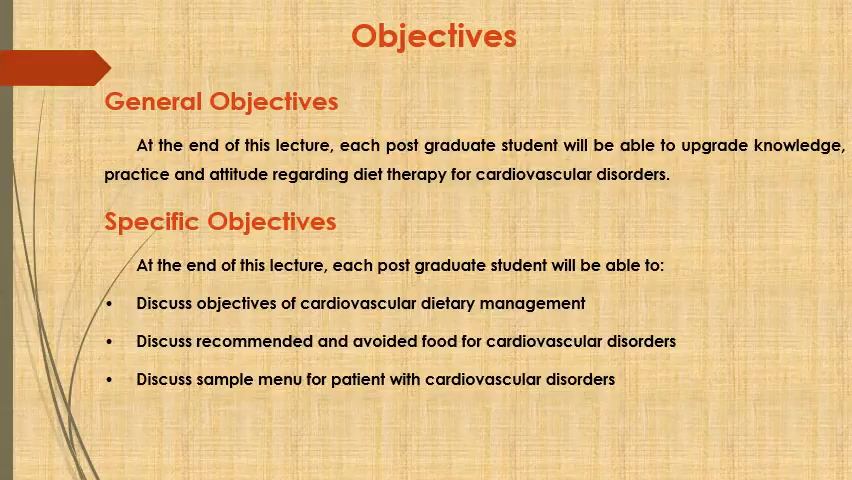 Objectives
General Objectives
At the end of this lecture, each post graduate student will be able to upgrade knowledge,
practice and attitude regarding diet therapy for cardiovascular disorders.
Specific Objectives
At the end of this lecture, each post graduate student will be able to:
• Discuss objectives of cardiovascular dietary management
• Discuss recommended and avoided food for cardiovascular disorders
• Discuss sample menu for patient with cardiovascular disorders